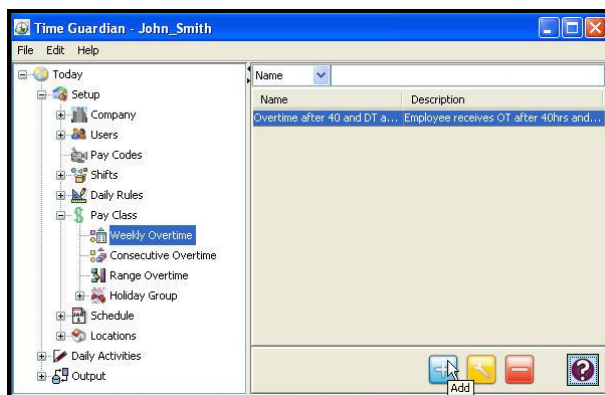 Time Guardian - John_Smith
File Edit Help
Today
Setup
Company
Users
Pay Codes
Shifts
Daily Rules
Pay Class
Weekly Overtime
Consecutive Overtime
Range Overtime
Holiday Group
Schedule
Locations
Daily Activities
Output
Name
Name Description
Overtime after 40 and DT a... Employee receives OT after 40hrs and...
Add